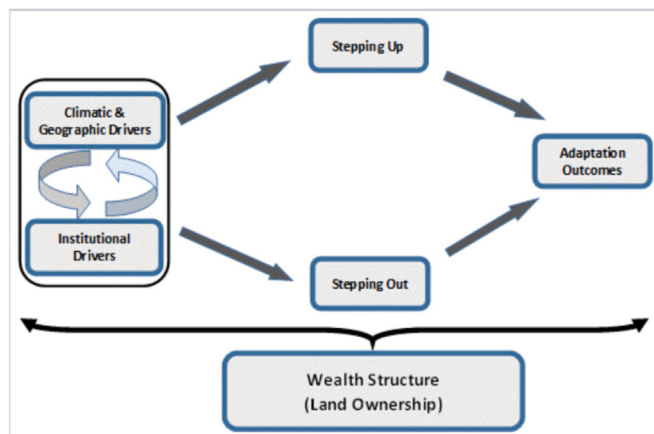 Stepping Up
Climatic &
Geographic Drivers
Adaptation
Outcomes
Institutional
Drivers
Stepping Out
Wealth Structure
(Land Ownership)